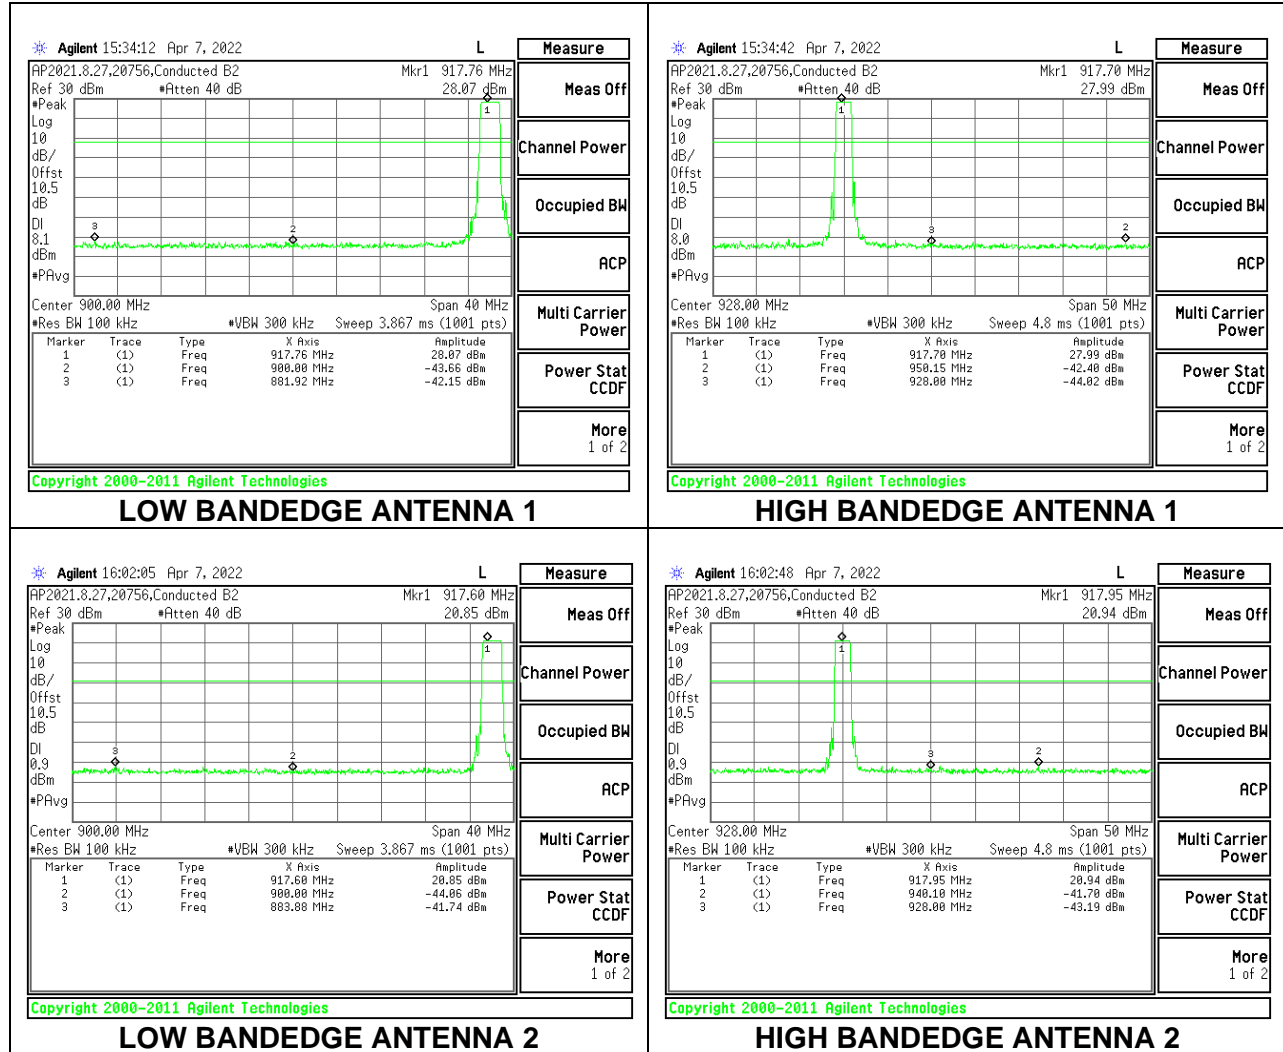 Agilent 15:34:12 Apr 7, 2022 L Measure
AP2021.8.27,20756,Conducted B2 Mkr1 917.76 MHz
Ref 30 dBm #Atten 40 dB 28.07 dBm Meas Off
#Peak
1
Log
10
dB/
Channel Power
Offst
10.5
dB
Occupied BW
DI
3 2
8.1
dBm
ACP
#PAvg
Center 900.00 MHz Span 40 MHz
#Res BW 100 kHz #VBW 300 kHz Sweep 3.867 ms (1001 pts)
Multi Carrier
Power
Marker Trace Type X Axis Amplitude
1 (1) Freq 917.76 MHz 28.07 dBm
2 (1) Freq 900.00 MHz -43.66 dBm
3 (1) Freq 881.92 MHz -42.15 dBm
Power Stat
CCDF
More
1 of 2
Copyright 2000-2011 Agilent Technologies
LOW BANDEDGE ANTENNA 1
Agilent 15:34:42 Apr 7, 2022 L Measure
AP2021.8.27,20756,Conducted B2 Mkr1 917.70 MHz
Ref 30 dBm #Atten 40 dB 27.99 dBm Meas Off
#Peak
1
Log
10
dB/
Channel Power
Offst
10.5
dB
Occupied BW
DI
3 2
8.0
dBm
ACP
#PAvg
Center 928.00 MHz Span 50 MHz
#Res BW 100 kHz #VBW 300 kHz Sweep 4.8 ms (1001 pts)
Multi Carrier
Power
Marker Trace Type X Axis Amplitude
1 (1) Freq 917.70 MHz 27.99 dBm
2 (1) Freq 950.15 MHz -42.40 dBm
3 (1) Freq 928.00 MHz -44.02 dBm
Power Stat
CCDF
More
1 of 2
Copyright 2000-2011 Agilent Technologies
HIGH BANDEDGE ANTENNA 1
Agilent 16:02:05 Apr 7, 2022 L Measure
AP2021.8.27,20756,Conducted B2 Mkr1 917.60 MHz
Ref 30 dBm #Atten 40 dB 20.85 dBm Meas Off
#Peak
1
Log
10
dB/
Channel Power
Offst
10.5
dB
Occupied BW
DI
3 2
0.9
dBm
ACP
#PAvg
Center 900.00 MHz Span 40 MHz
#Res BW 100 kHz #VBW 300 kHz Sweep 3.867 ms (1001 pts)
Multi Carrier
Power
Marker Trace Type X Axis Amplitude
1 (1) Freq 917.60 MHz 20.85 dBm
2 (1) Freq 900.00 MHz -44.06 dBm
3 (1) Freq 883.88 MHz -41.74 dBm
Power Stat
CCDF
More
1 of 2
Copyright 2000-2011 Agilent Technologies
LOW BANDEDGE ANTENNA 2
Agilent 16:02:48 Apr 7, 2022 L Measure
AP2021.8.27,20756,Conducted B2 Mkr1 917.95 MHz
Ref 30 dBm #Atten 40 dB 20.94 dBm Meas Off
#Peak
1
Log
10
dB/
Channel Power
Offst
10.5
dB
Occupied BW
DI
3 2
0.9
dBm
ACP
#PAvg
Center 928.00 MHz Span 50 MHz
#Res BW 100 kHz #VBW 300 kHz Sweep 4.8 ms (1001 pts)
Multi Carrier
Power
Marker Trace Type X Axis Amplitude
1 (1) Freq 917.95 MHz 20.94 dBm
2 (1) Freq 940.10 MHz -41.70 dBm
3 (1) Freq 928.00 MHz -43.19 dBm
Power Stat
CCDF
More
1 of 2
Copyright 2000-2011 Agilent Technologies
HIGH BANDEDGE ANTENNA 2